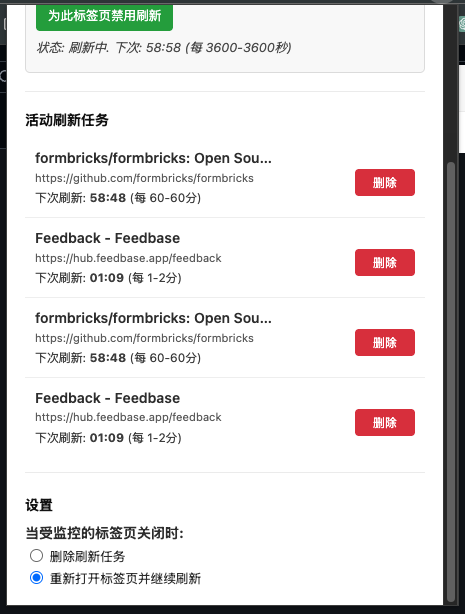 为此标签页禁用刷新
状态: 刷新中. 下次: 58:58 (每 3600-3600秒)
活动刷新任务
formbricks/formbricks: Open Sou...
https://github.com/formbricks/formbricks
下次刷新: 58:48 (每 60-60分)
删除
Feedback - Feedbase
https://hub.feedbase.app/feedback
下次刷新: 01:09 (每 1-2分)
删除
formbricks/formbricks: Open Sou...
https://github.com/formbricks/formbricks
下次刷新: 58:48 (每 60-60分)
删除
Feedback - Feedbase
https://hub.feedbase.app/feedback
下次刷新: 01:09 (每 1-2分)
删除
设置
当受监控的标签页关闭时:
删除刷新任务
重新打开标签页并继续刷新